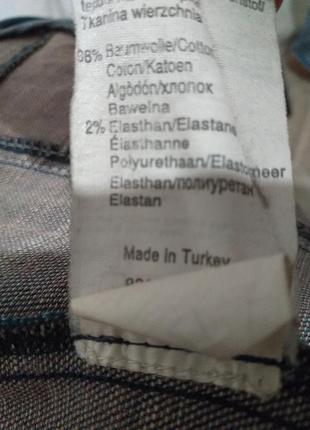 Tkanina wierzchnia
98% Baumwolle/Cotton
Coton/Katoen
Algodón/хлопок
Bawełna
2% Elasthan/Elastane
Élasthanne
Polyurethaan/Elastomeer
Elasthan/полиуретан
Elastan
Made in Turkey